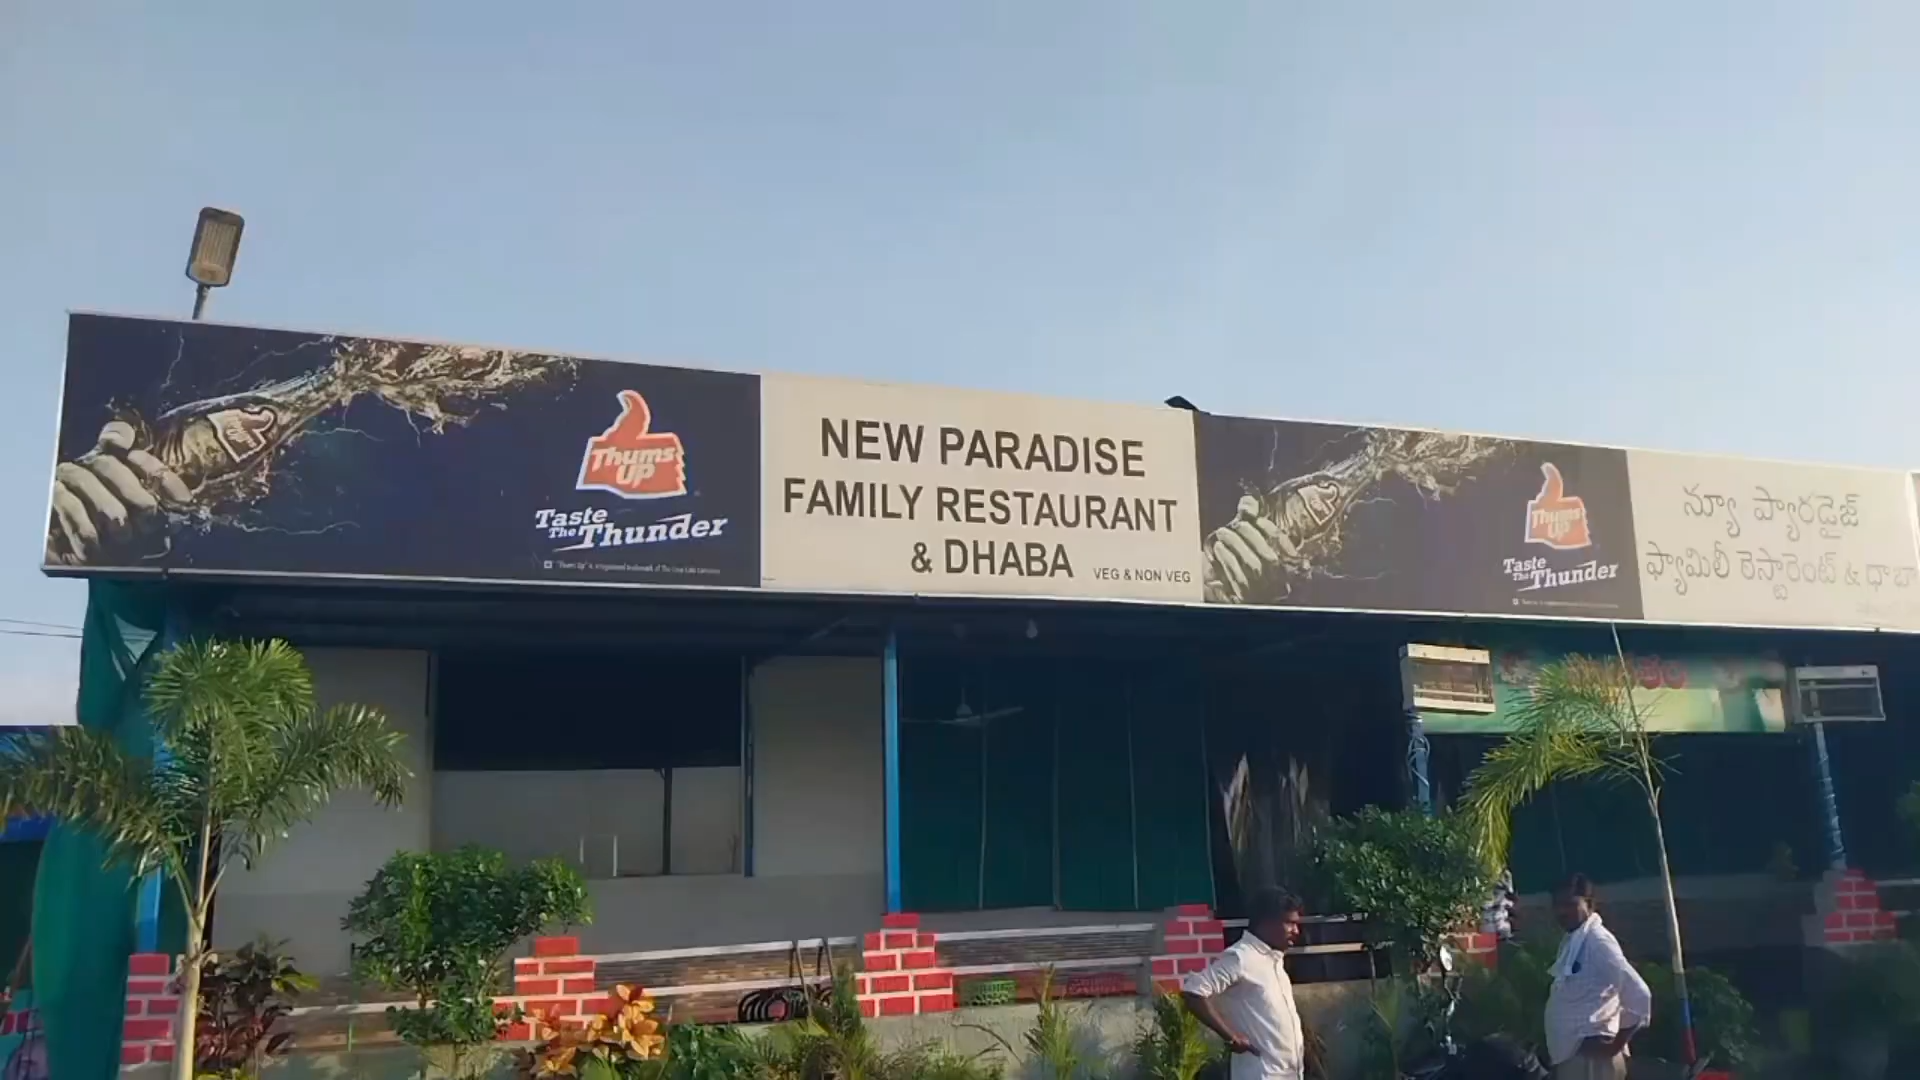 Thums
UP
Taste
The Thunder
NEW PARADISE
FAMILY RESTAURANT
& DHABA
VEG & NON VEG
Thums
UP
Taste
The Thunder
న్యూ ప్యారడైజ్
ఫ్యామిలీ రెస్టారెంట్ & ధాబా